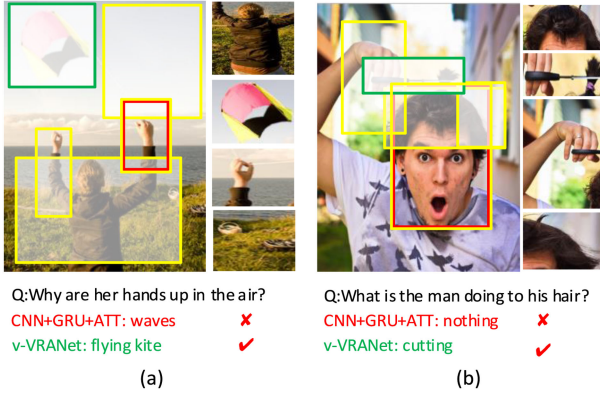 Q:Why are her hands up in the air?
CNN+GRU+ATT: waves ✘
v-VRANet: flying kite ✔
(a)
Q:What is the man doing to his hair?
CNN+GRU+ATT: nothing ✘
v-VRANet: cutting ✔
(b)